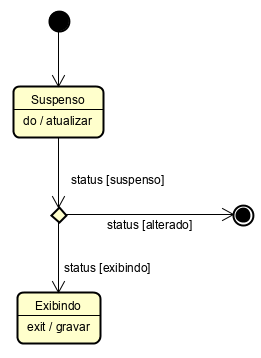 Suspenso
do / atualizar
status [suspenso]
status [alterado]
status [exibindo]
Exibindo
exit / gravar